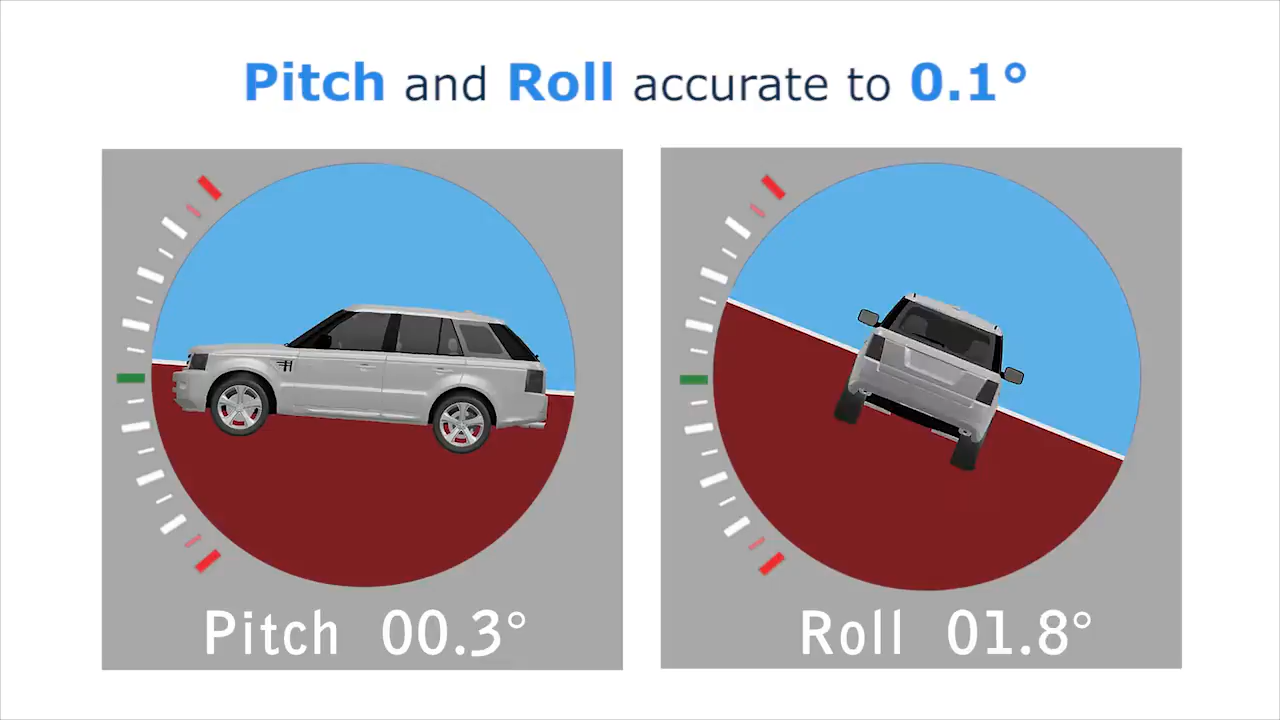 Pitch and Roll accurate to 0.1°
Pitch 00.3°
Roll 01.8°